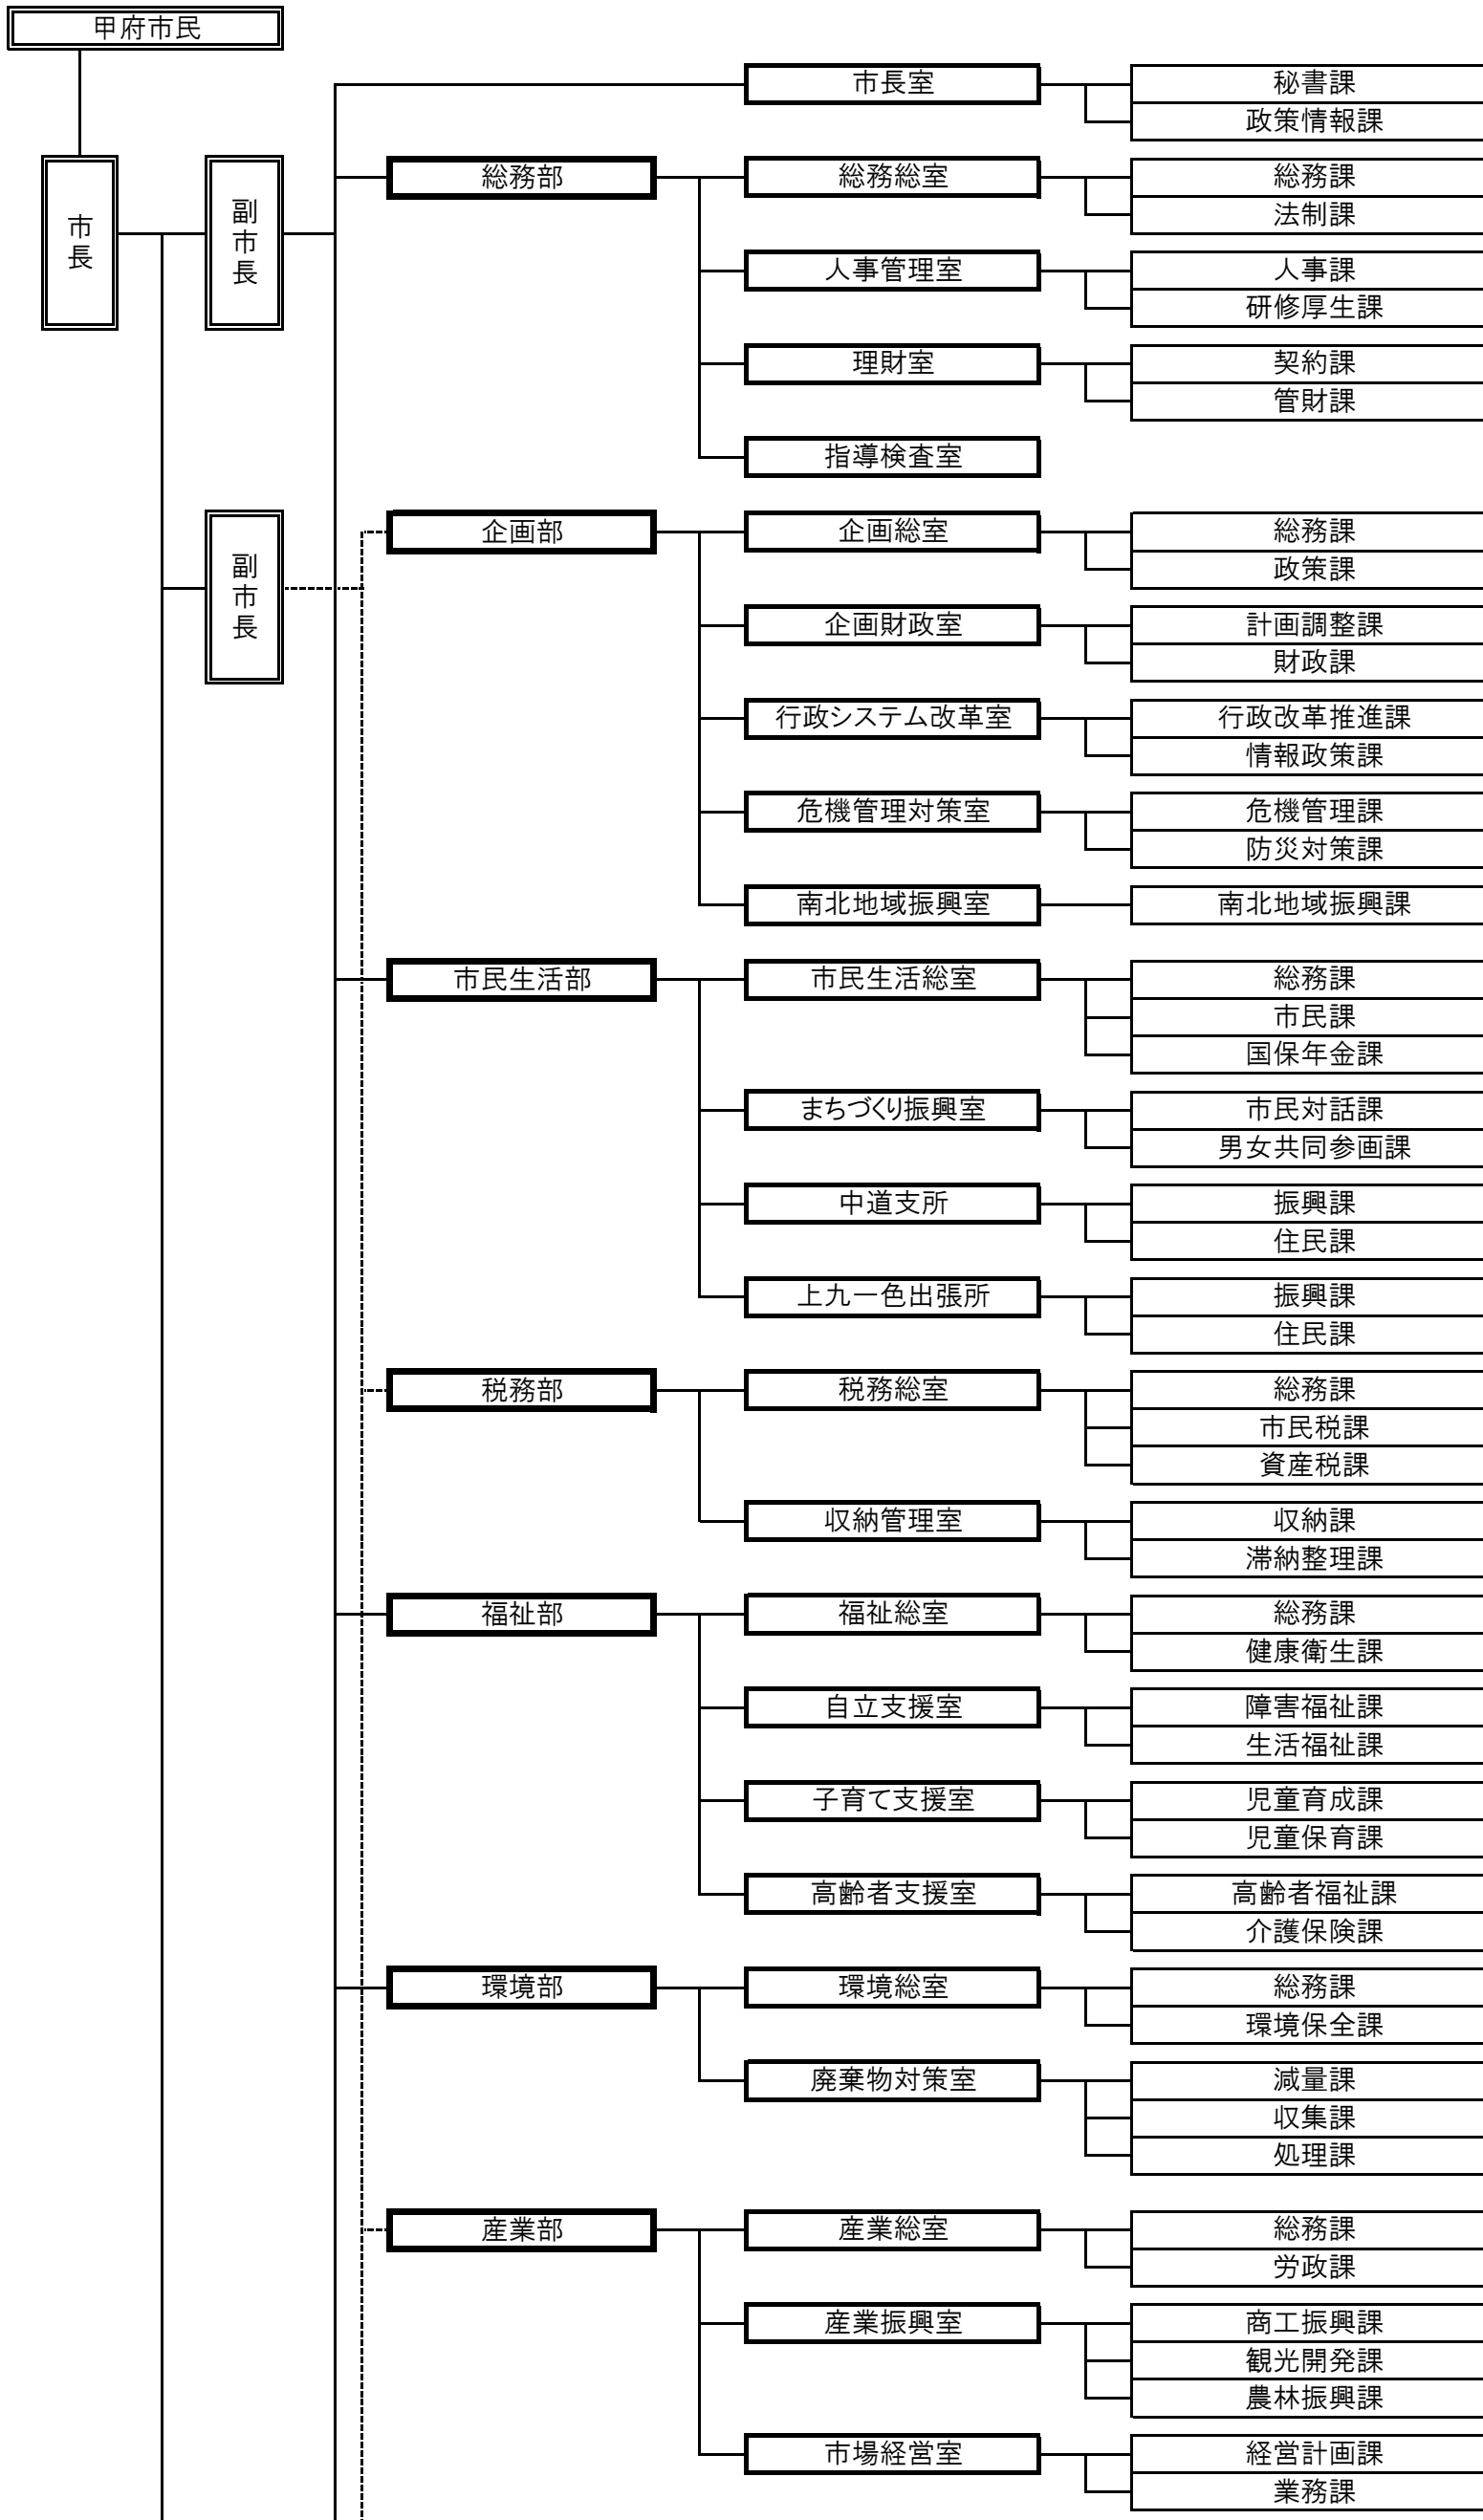 甲府市民
市長
副市長
市長室
秘書課
政策情報課
総務部
総務総室
総務課
法制課
人事管理室
人事課
研修厚生課
理財室
契約課
管財課
指導検査室
副市長
企画部
企画総室
総務課
政策課
企画財政室
計画調整課
財政課
行政システム改革室
行政改革推進課
情報政策課
危機管理対策室
危機管理課
防災対策課
南北地域振興室
南北地域振興課
市民生活部
市民生活総室
総務課
市民課
国保年金課
まちづくり振興室
市民対話課
男女共同参画課
中道支所
振興課
住民課
上九一色出張所
振興課
住民課
税務部
税務総室
総務課
市民税課
資産税課
収納管理室
収納課
滞納整理課
福祉部
福祉総室
総務課
健康衛生課
自立支援室
障害福祉課
生活福祉課
子育て支援室
児童育成課
児童保育課
高齢者支援室
高齢者福祉課
介護保険課
環境部
環境総室
総務課
環境保全課
廃棄物対策室
減量課
収集課
処理課
産業部
産業総室
総務課
労政課
産業振興室
商工振興課
観光開発課
農林振興課
市場経営室
経営計画課
業務課